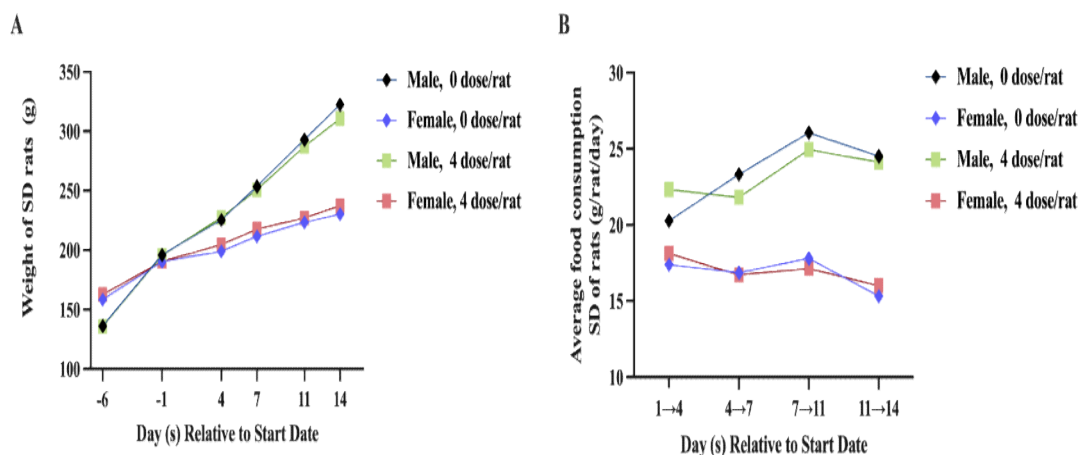 A
350
300
250
200
150
100
Weight of SD rats (g)
-6 -1 4 7 11 14
Day (s) Relative to Start Date
Male, 0 dose/rat
Female, 0 dose/rat
Male, 4 dose/rat
Female, 4 dose/rat
B
30
25
20
15
10
Average food consumption
SD of rats (g/rat/day)
1→4 4→7 7→11 11→14
Day (s) Relative to Start Date
Male, 0 dose/rat
Female, 0 dose/rat
Male, 4 dose/rat
Female, 4 dose/rat